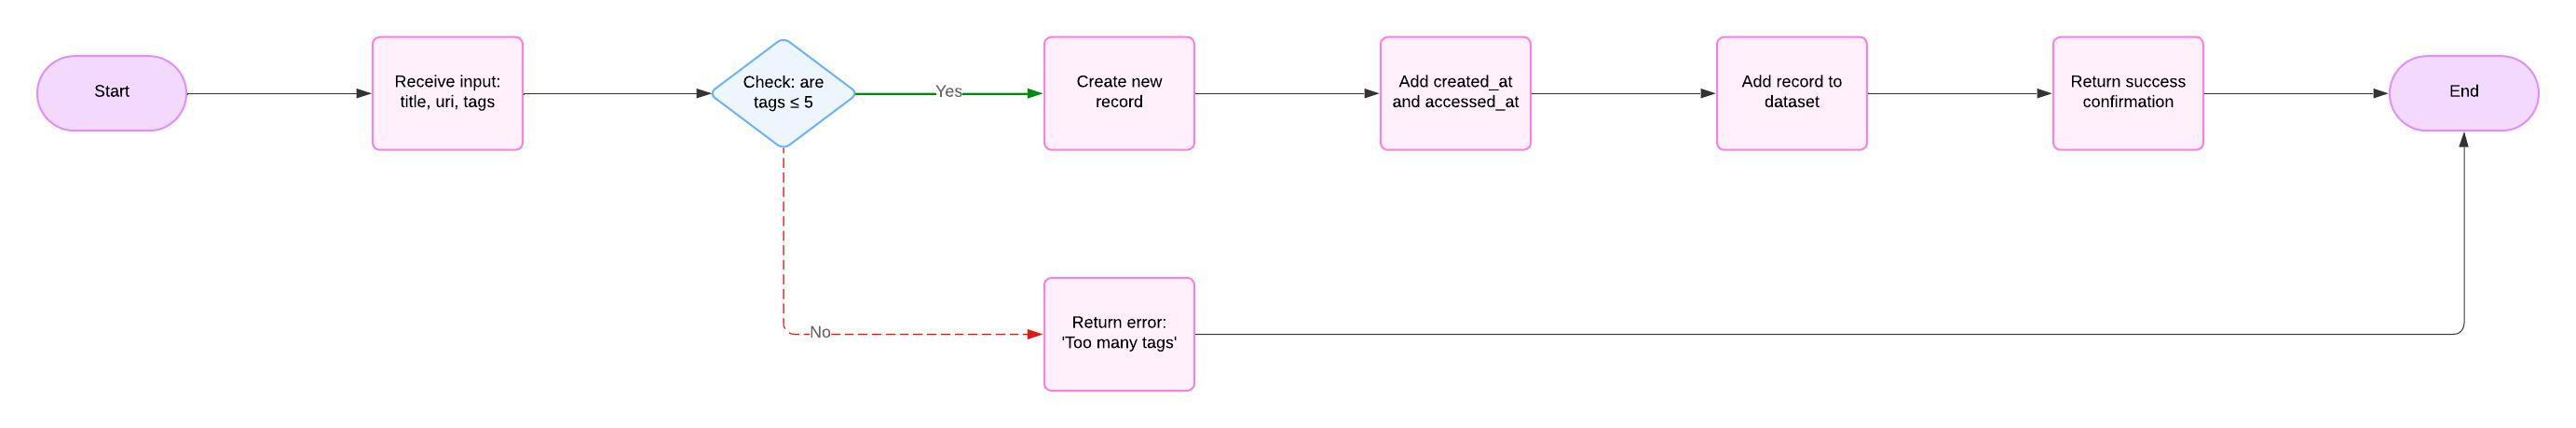 Start
Receive input:
title, uri, tags
Check: are
tags ≤ 5
Yes
Create new
record
Add created_at
and accessed_at
Add record to
dataset
Return success
confirmation
End
No
Return error:
'Too many tags'